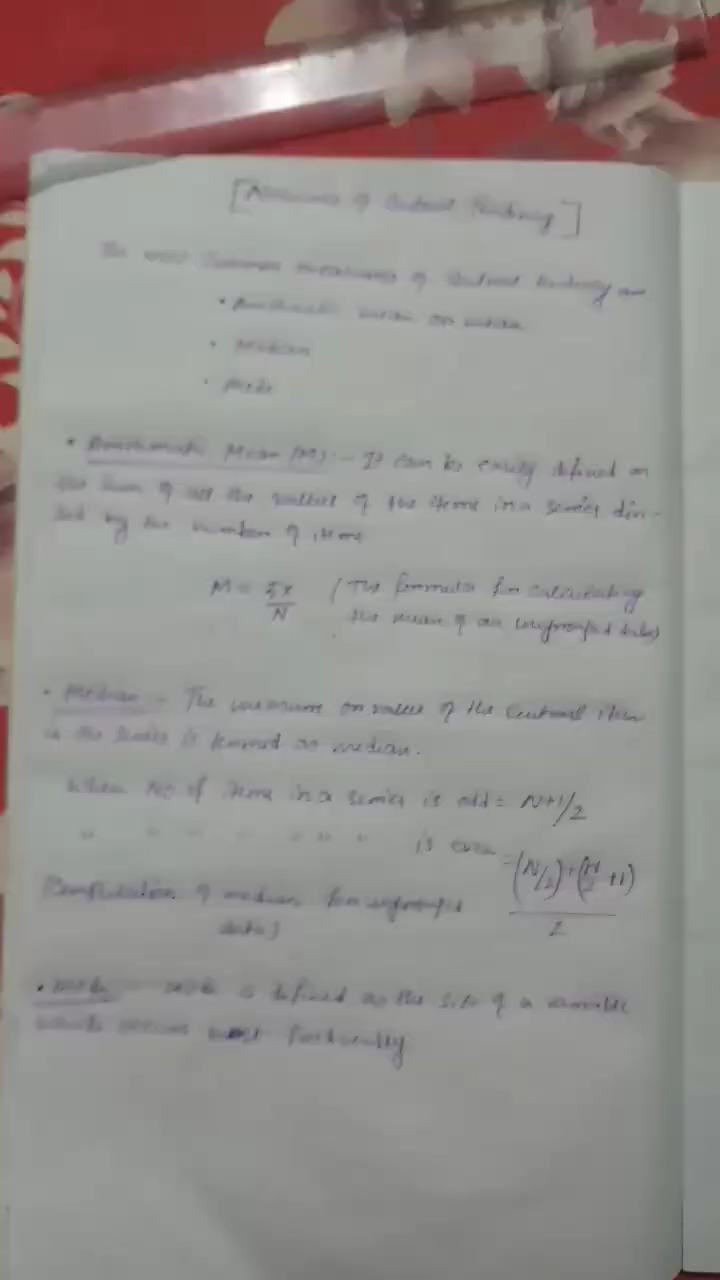 [Measures of Central Tendency]
The most Common measures of Central tendency are
• Arithmetic mean or mean
• Median
• Mode
• Arithmetic Mean (M) :- It can be easily defined as
the sum of all the values of the items in a series divi-
ded by the number of items
M = Σx/N (The formula for calculating
the mean of an ungrouped data)
• Median - The measure or value of the Central item
in the series is termed as median.
When No of items in a series is odd = N+1/2
" " " " " " " is even = (N/2)+(N/2+1)/2
Computation of median for ungrouped
data)
• Mode - mode is defined as the size of a variable
which occurs most